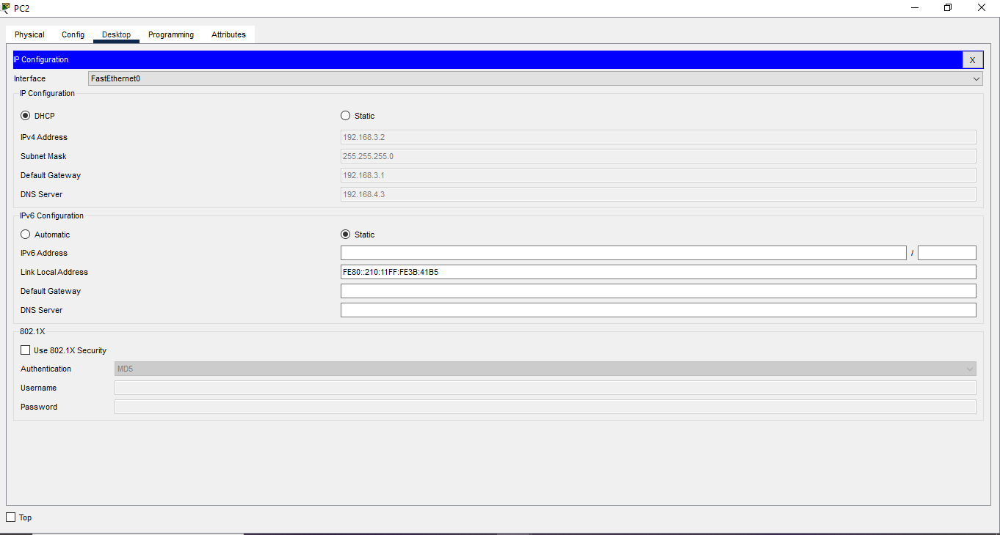 PC2
Physical Config Desktop Programming Attributes
IP Configuration X
Interface FastEthernet0
IP Configuration
DHCP Static
IPv4 Address 192.168.3.2
Subnet Mask 255.255.255.0
Default Gateway 192.168.3.1
DNS Server 192.168.4.3
IPv6 Configuration
Automatic Static
IPv6 Address /
Link Local Address FE80::210:11FF:FE3B:41B5
Default Gateway
DNS Server
802.1X
Use 802.1X Security
Authentication MD5
Username
Password
Top